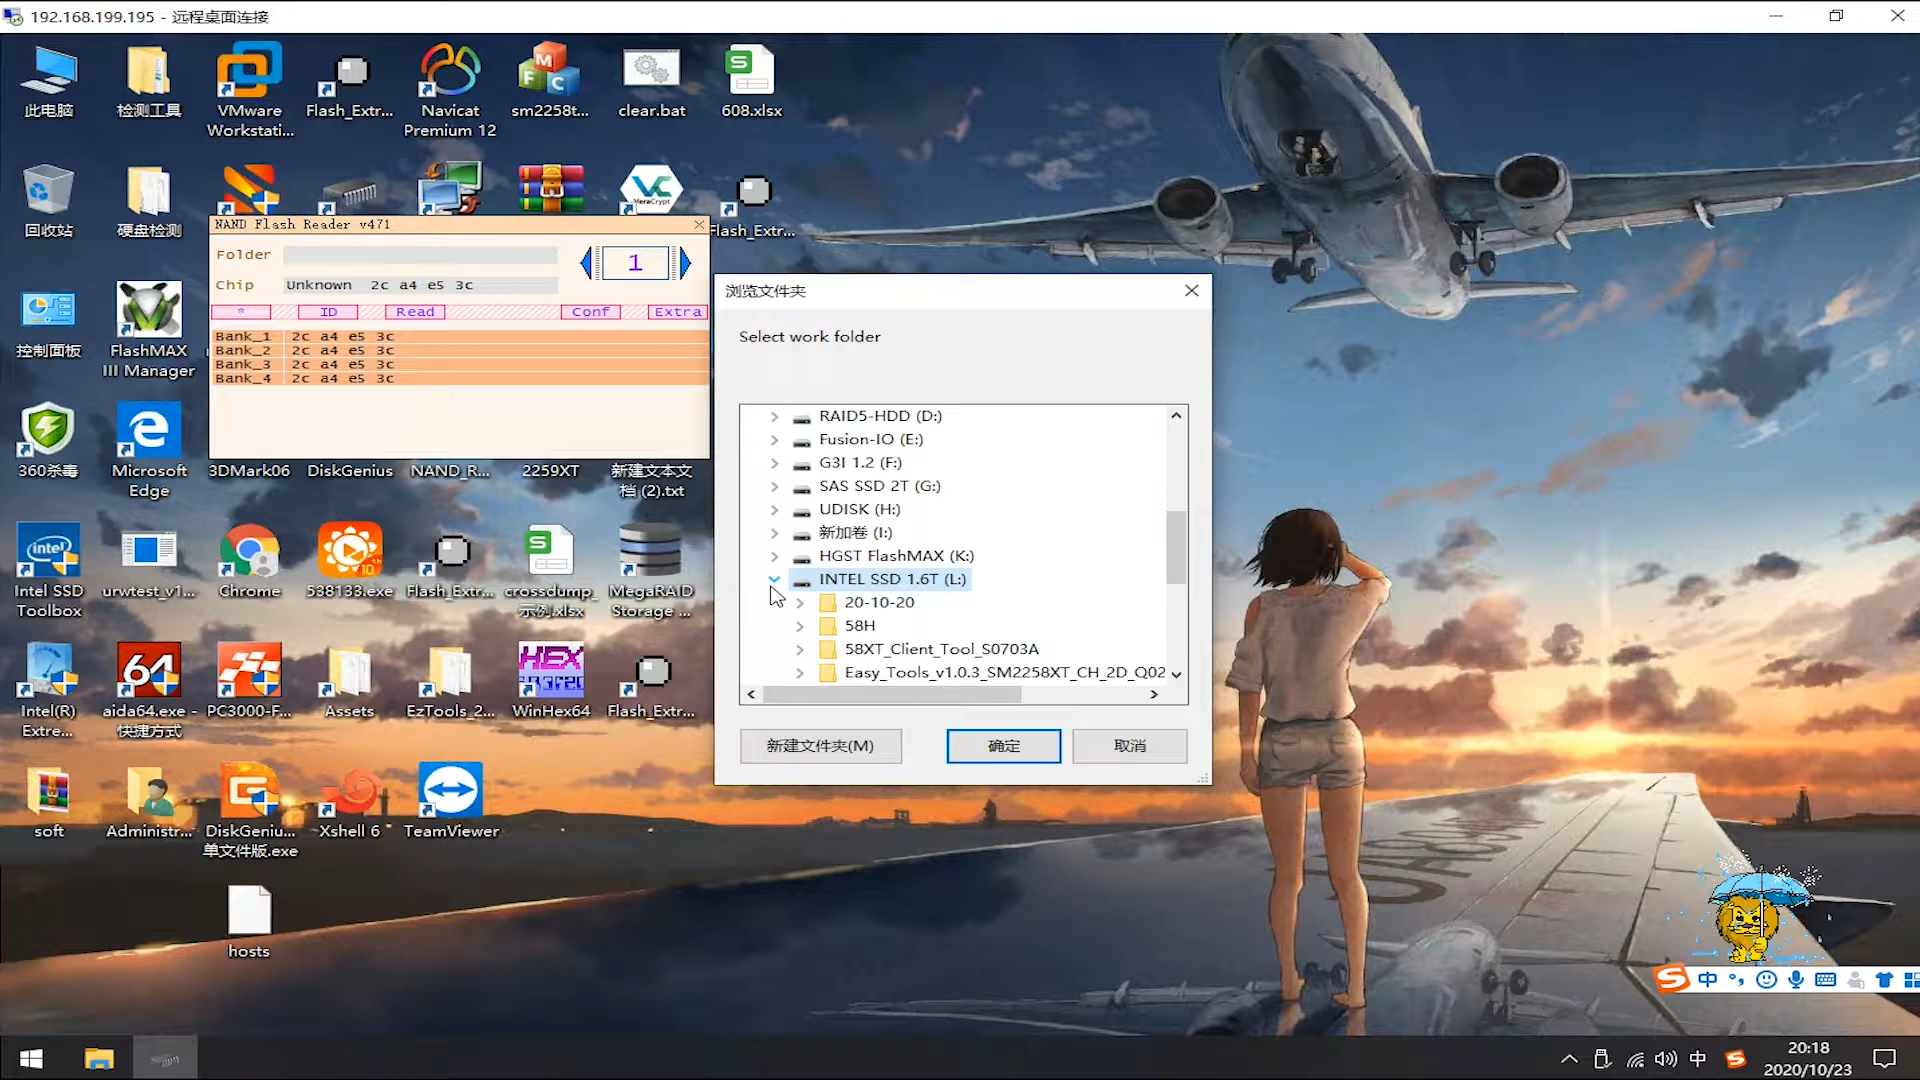 192.168.199.195 - 远程桌面连接
此电脑
检测工具
VMware
Workstati...
Flash_Extr...
Navicat
Premium 12
sm2258t...
clear.bat
608.xlsx
回收站
硬盘检测
Flash_Extr...
NAND Flash Reader v471
Folder
1
Chip
Unknown 2c a4 e5 3c
*
ID
Read
Conf
Extra
Bank_1 2c a4 e5 3c
Bank_2 2c a4 e5 3c
Bank_3 2c a4 e5 3c
Bank_4 2c a4 e5 3c
浏览文件夹
Select work folder
RAID5-HDD (D:)
Fusion-IO (E:)
G3I 1.2 (F:)
SAS SSD 2T (G:)
UDISK (H:)
新加卷 (I:)
HGST FlashMAX (K:)
INTEL SSD 1.6T (L:)
20-10-20
58H
58XT_Client_Tool_S0703A
Easy_Tools_v1.0.3_SM2258XT_CH_2D_Q02
新建文件夹(M)
确定
取消
控制面板
FlashMAX
III Manager
360杀毒
Microsoft
Edge
3DMark06
DiskGenius
NAND_R...
2259XT
新建文本文
档 (2).txt
Intel SSD
Toolbox
urwtest_v1...
Chrome
538133.exe
Flash_Extr...
crossdump_
示例.xlsx
MegaRAID
Storage ...
Intel(R)
Extre...
aida64.exe -
快捷方式
PC3000-F...
Assets
EzTools_2...
WinHex64
Flash_Extr...
soft
Administr...
DiskGeniu...
单文件版.exe
Xshell 6
TeamViewer
hosts
中
中
20:18
2020/10/23